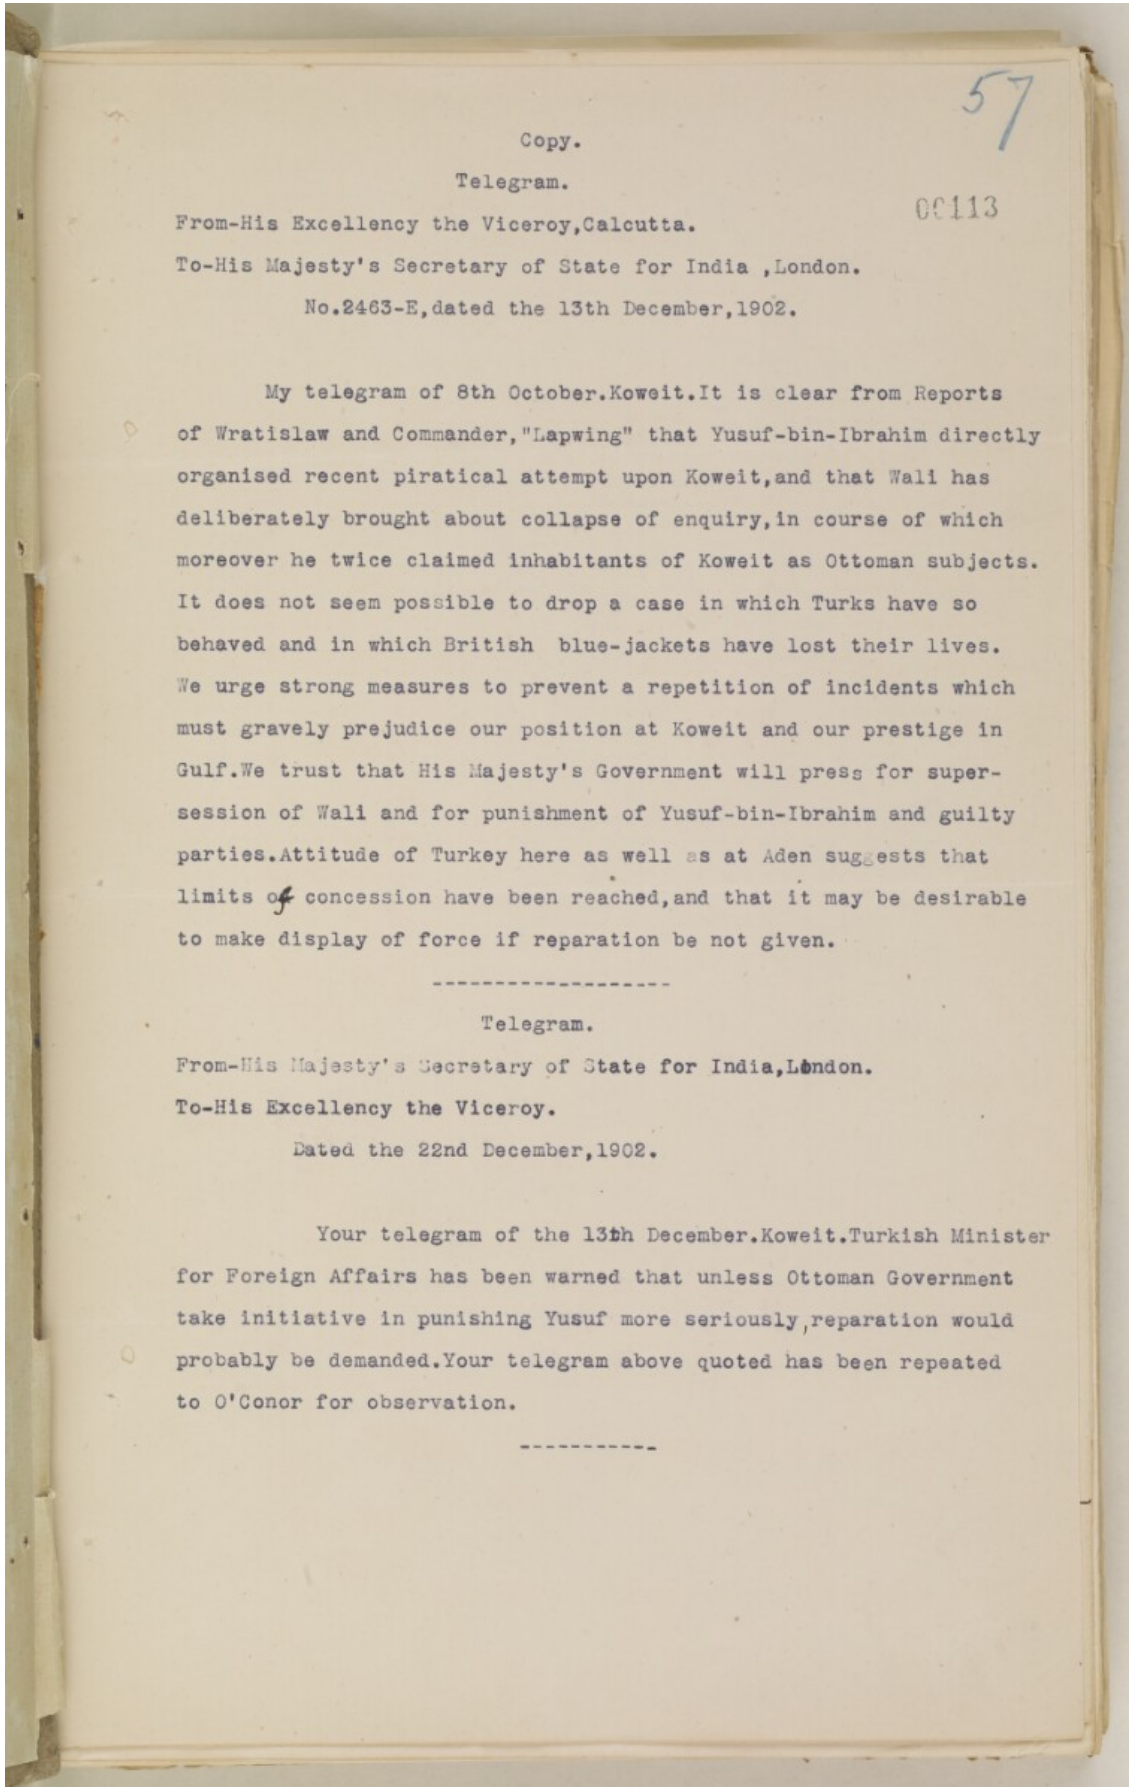 57
Copy.
Telegram.
00113
From-His Excellency the Viceroy,Calcutta.
To-His Majesty's Secretary of State for India ,London.
No.2463-E,dated the 13th December,1902.
My telegram of 8th October.Koweit.It is clear from Reports
of Wratislaw and Commander,"Lapwing" that Yusuf-bin-Ibrahim directly
organised recent piratical attempt upon Koweit,and that Wali has
deliberately brought about collapse of enquiry,in course of which
moreover he twice claimed inhabitants of Koweit as Ottoman subjects.
It does not seem possible to drop a case in which Turks have so
behaved and in which British  blue-jackets have lost their lives.
We urge strong measures to prevent a repetition of incidents which
must gravely prejudice our position at Koweit and our prestige in
Gulf.We trust that His Majesty's Government will press for super-
session of Wali and for punishment of Yusuf-bin-Ibrahim and guilty
parties.Attitude of Turkey here as well as at Aden suggests that
limits of concession have been reached,and that it may be desirable
to make display of force if reparation be not given.
-------------------
Telegram.
From-His Majesty's Secretary of State for India,London.
To-His Excellency the Viceroy.
Dated the 22nd December,1902.
Your telegram of the 13th December.Koweit.Turkish Minister
for Foreign Affairs has been warned that unless Ottoman Government
take initiative in punishing Yusuf more seriously,reparation would
probably be demanded.Your telegram above quoted has been repeated
to O'Conor for observation.
-----------